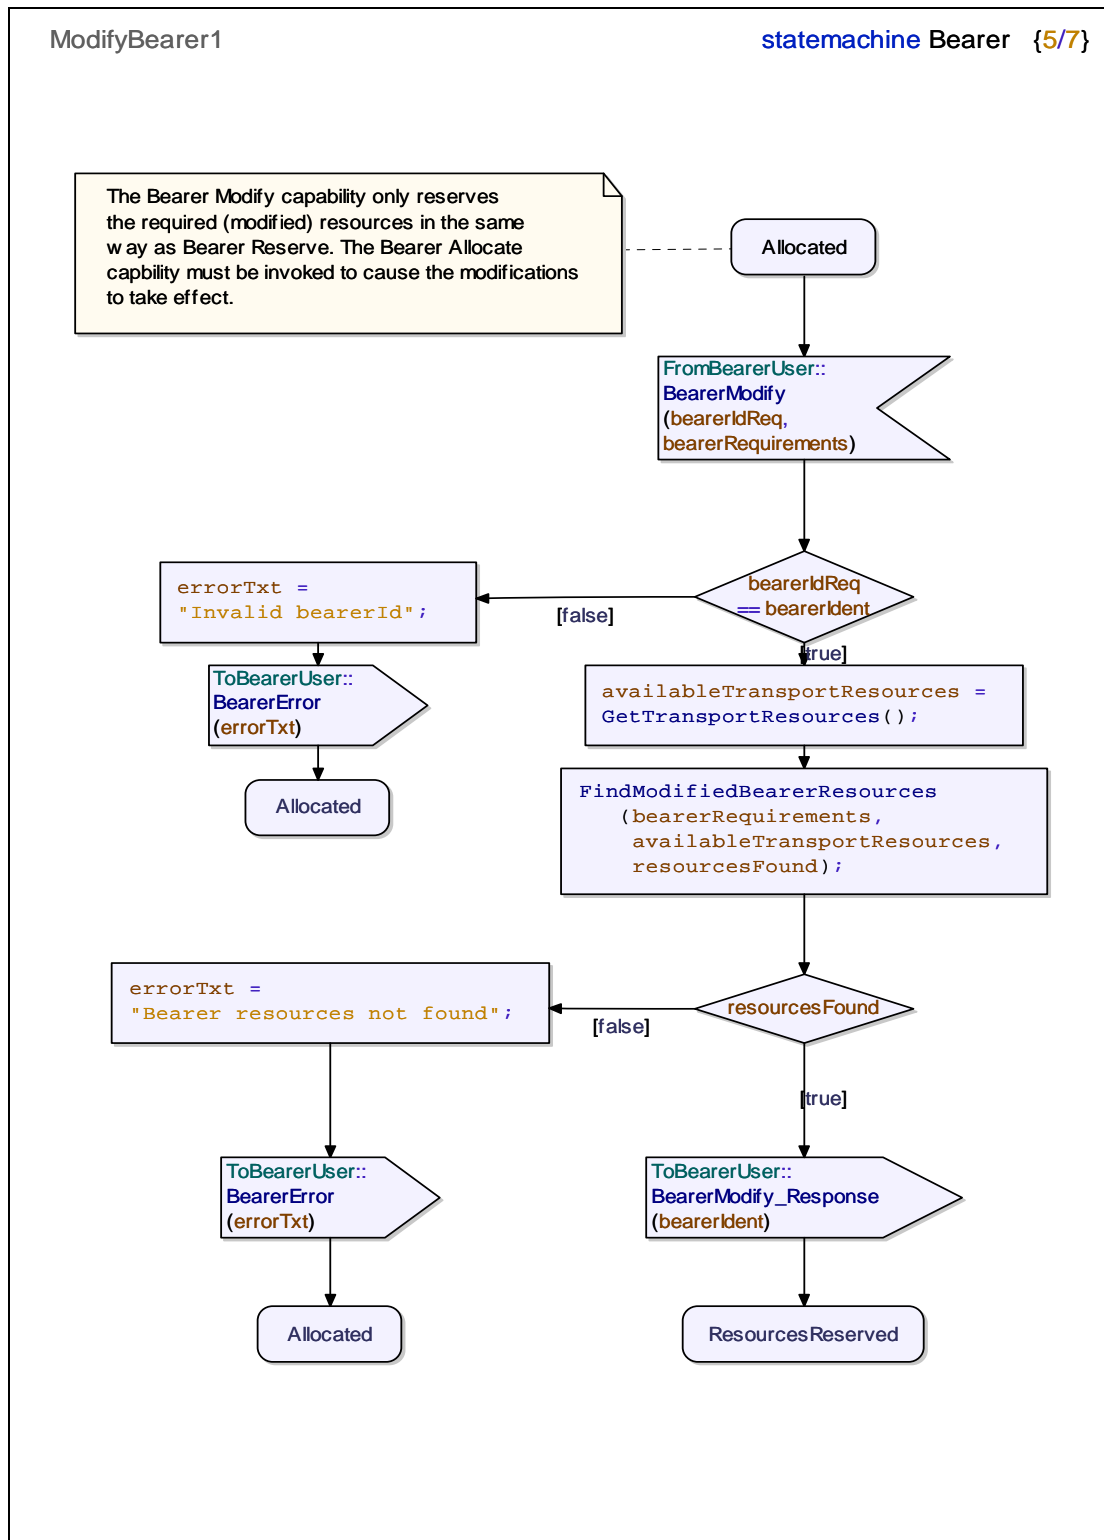 ModifyBearer1
statemachine Bearer {5/7}
The Bearer Modify capability only reserves
the required (modified) resources in the same
way as Bearer Reserve. The Bearer Allocate
capbility must be invoked to cause the modifications
to take effect.
Allocated
FromBearerUser::
BearerModify
(bearerIdReq,
bearerRequirements)
bearerIdReq
== bearerIdent
[false]
[true]
errorTxt =
"Invalid bearerId";
ToBearerUser::
BearerError
(errorTxt)
Allocated
availableTransportResources =
GetTransportResources();
FindModifiedBearerResources
(bearerRequirements,
availableTransportResources,
resourcesFound);
resourcesFound
[false]
[true]
errorTxt =
"Bearer resources not found";
ToBearerUser::
BearerError
(errorTxt)
Allocated
ToBearerUser::
BearerModify_Response
(bearerIdent)
ResourcesReserved